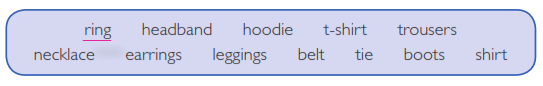 ring headband hoodie t-shirt trousers
necklace earrings leggings belt tie boots shirt